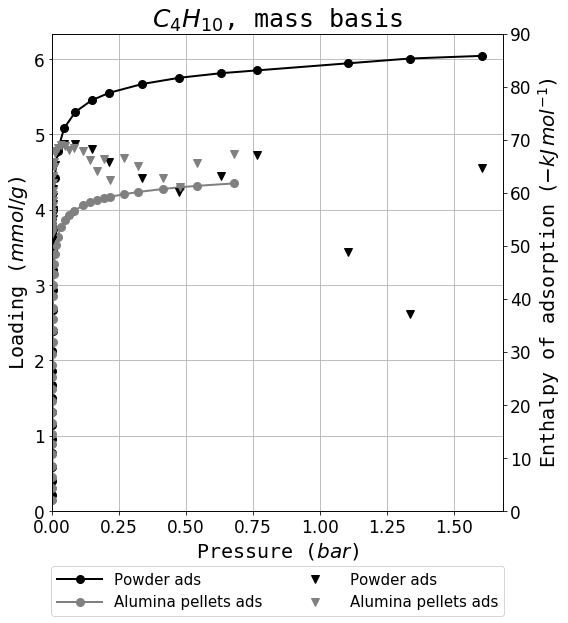 C₄H₁₀, mass basis
Loading (mmol/g)
6
5
4
3
2
1
0
90
80
70
60
50
40
30
20
10
0
Enthalpy of adsorption (−kJmol⁻¹)
0.00 0.25 0.50 0.75 1.00 1.25 1.50
Pressure (bar)
Powder ads Powder ads
Alumina pellets ads Alumina pellets ads